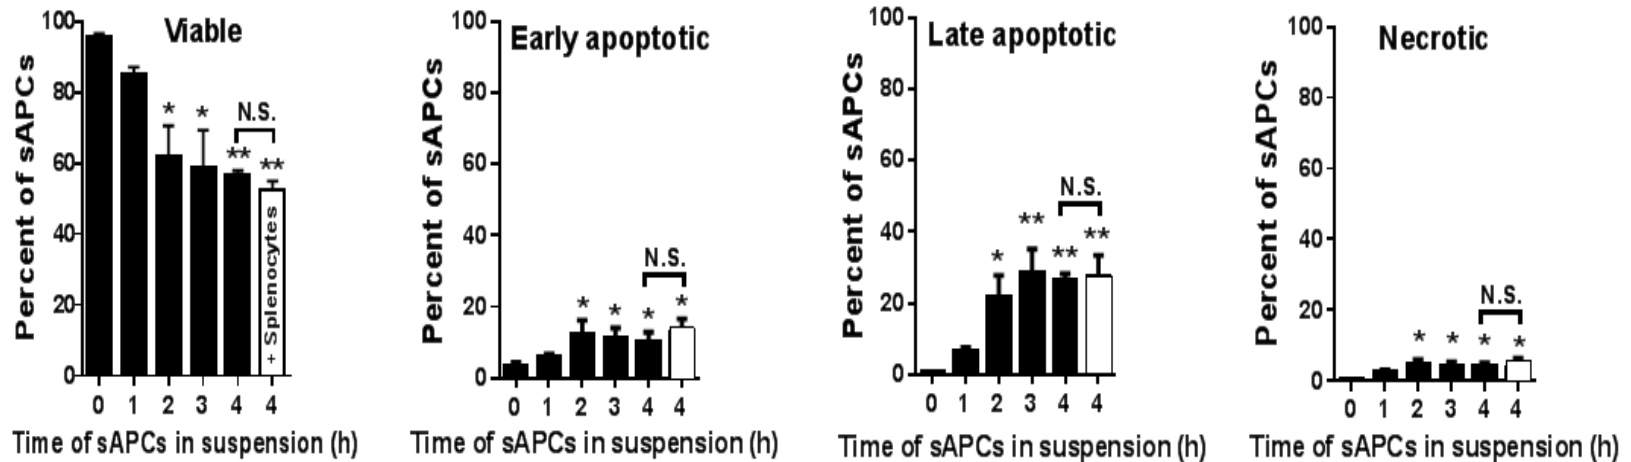 Viable
Percent of sAPCs
100
80
60
40
20
0
* * ** **
N.S.
+ Splenocytes
0 1 2 3 4 4
Time of sAPCs in suspension (h)
Early apoptotic
Percent of sAPCs
100
80
60
40
20
0
* * * *
N.S.
0 1 2 3 4 4
Time of sAPCs in suspension (h)
Late apoptotic
Percent of sAPCs
100
80
60
40
20
0
* ** ** **
N.S.
0 1 2 3 4 4
Time of sAPCs in suspension (h)
Necrotic
Percent of sAPCs
100
80
60
40
20
0
* * * *
N.S.
0 1 2 3 4 4
Time of sAPCs in suspension (h)